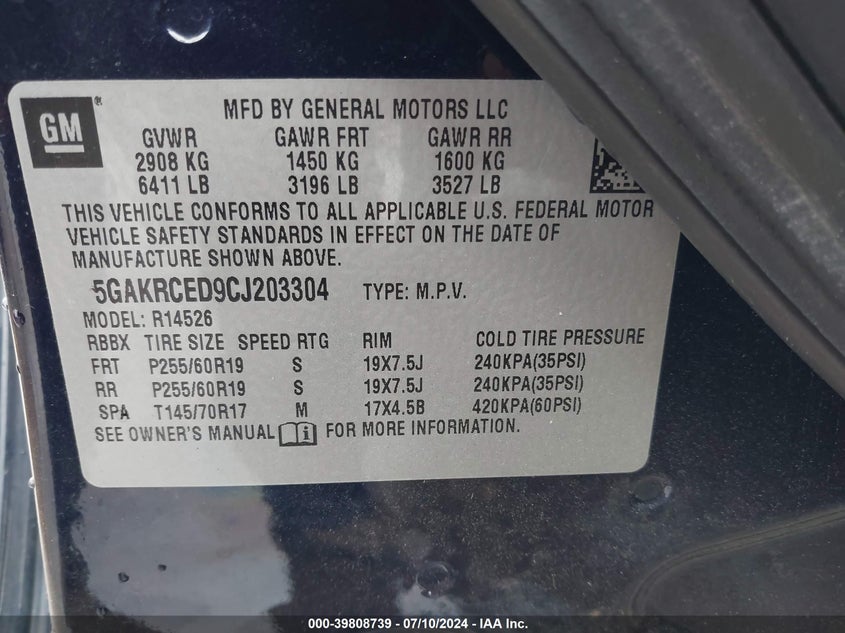 GM®
MFD BY GENERAL MOTORS LLC
GVWR GAWR FRT GAWR RR
2908 KG 1450 KG 1600 KG
6411 LB 3196 LB 3527 LB
THIS VEHICLE CONFORMS TO ALL APPLICABLE U.S. FEDERAL MOTOR
VEHICLE SAFETY STANDARDS IN EFFECT ON THE DATE OF
MANUFACTURE SHOWN ABOVE.
5GAKRCED9CJ203304 TYPE: M.P.V.
MODEL: R14526
RBBX TIRE SIZE SPEED RTG RIM COLD TIRE PRESSURE
FRT P255/60R19 S 19X7.5J 240KPA(35PSI)
RR P255/60R19 S 19X7.5J 240KPA(35PSI)
SPA T145/70R17 M 17X4.5B 420KPA(60PSI)
SEE OWNER'S MANUAL i FOR MORE INFORMATION.
000-39808739 - 07/10/2024 - IAA Inc.